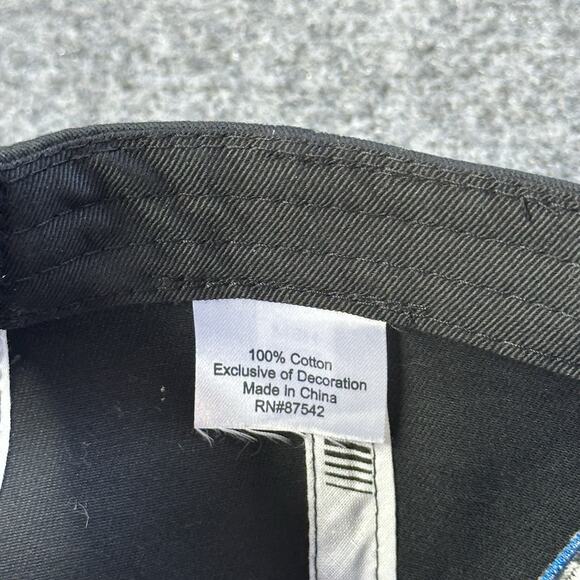 100% Cotton
Exclusive of Decoration
Made in China
RN#87542